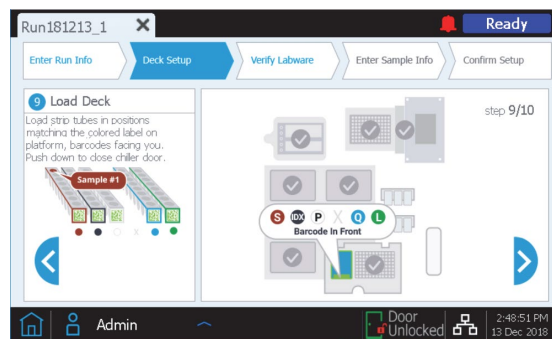 Run181213_1
Ready
Enter Run Info
Deck Setup
Verify Labware
Enter Sample Info
Confirm Setup
9 Load Deck
Load strip tubes in positions
matching the colored label on
platform, barcodes facing you.
Push down to close chiller door.
Sample #1
step 9/10
S IDX P X Q L
Barcode In Front
Admin
Door
Unlocked
2:48:51 PM
13 Dec 2018